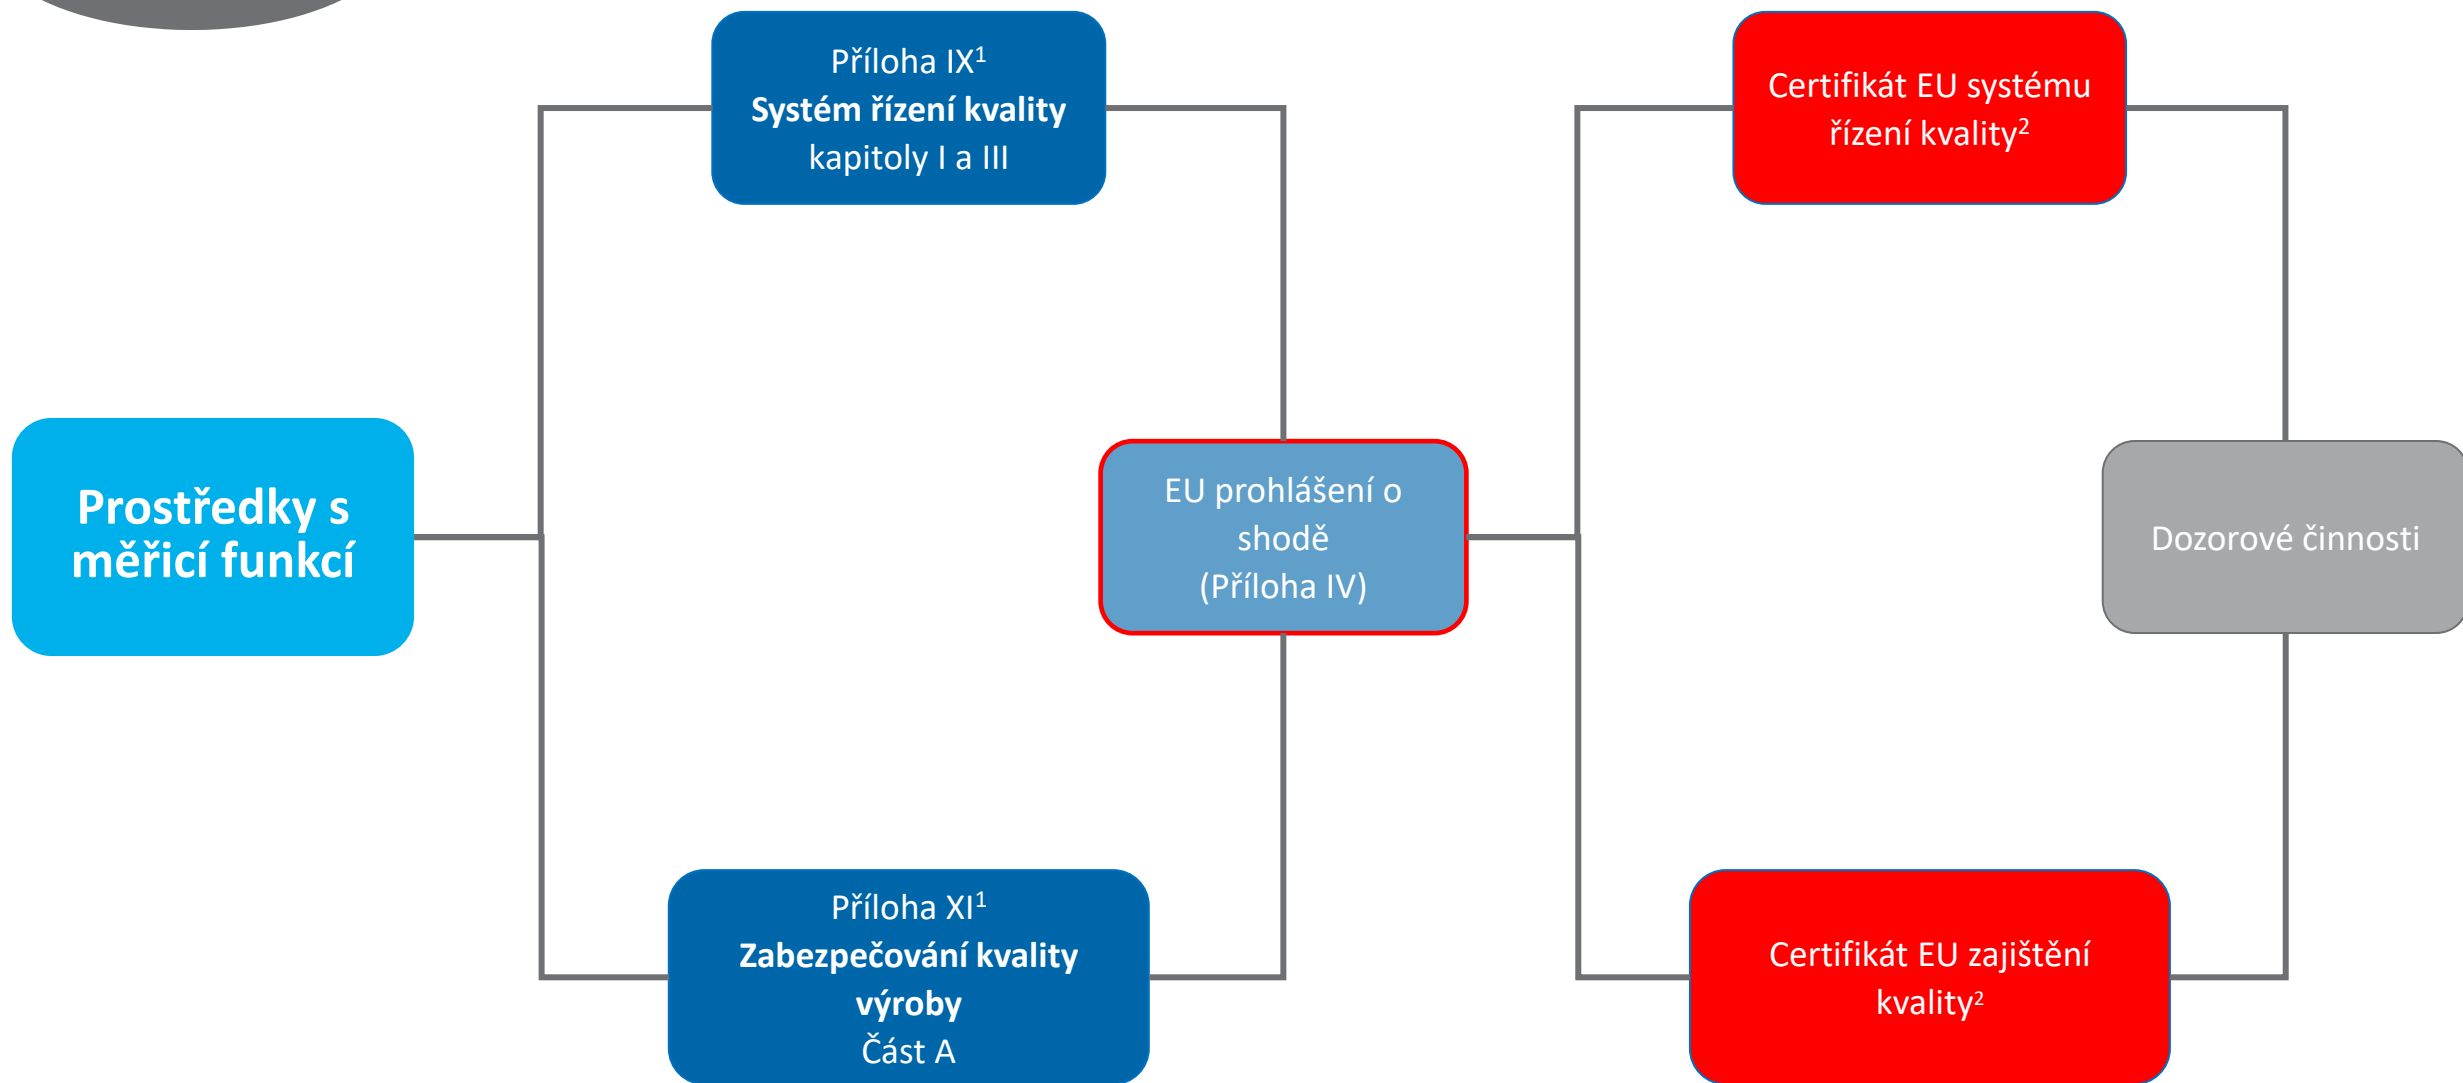 Příloha IX¹
Systém řízení kvality
kapitoly I a III
Certifikát EU systému
řízení kvality²
Prostředky s
měřicí funkcí
EU prohlášení o
shodě
(Příloha IV)
Dozorové činnosti
Příloha XI¹
Zabezpečování kvality
výroby
Část A
Certifikát EU zajištění
kvality²